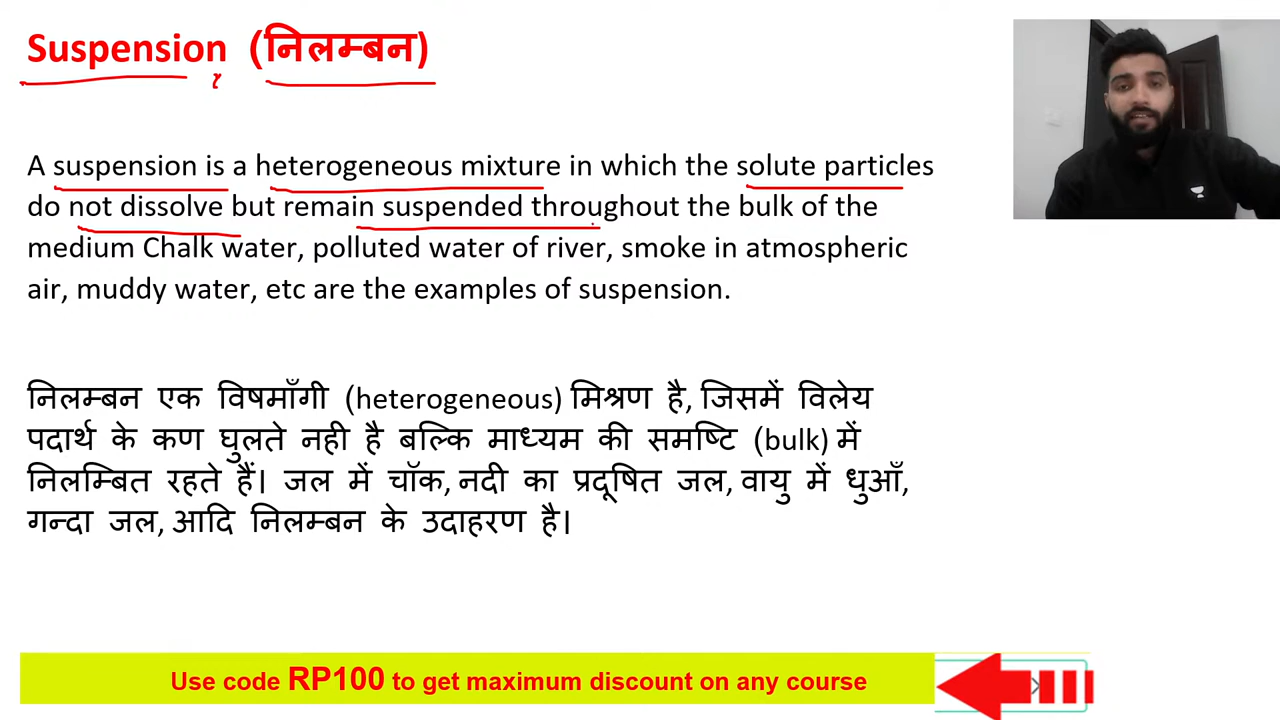 Suspension (निलम्बन)
A suspension is a heterogeneous mixture in which the solute particles
do not dissolve but remain suspended throughout the bulk of the
medium Chalk water, polluted water of river, smoke in atmospheric
air, muddy water, etc are the examples of suspension.
निलम्बन एक विषमाँगी (heterogeneous) मिश्रण है, जिसमें विलेय
पदार्थ के कण घुलते नही है बल्कि माध्यम की समष्टि (bulk) में
निलम्बित रहते हैं। जल में चॉक, नदी का प्रदूषित जल, वायु में धुआँ,
गन्दा जल, आदि निलम्बन के उदाहरण है।
Use code RP100 to get maximum discount on any course